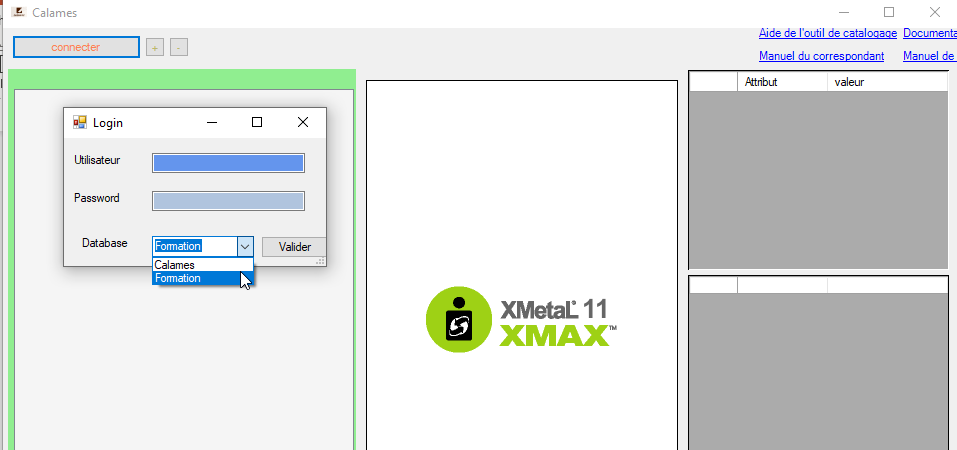 Calames
connecter
+
-
Aide de l'outil de catalogage Documenta
Manuel du correspondant Manuel de
Attribut valeur
Login
Utilisateur
Password
Database Formation Valider
Calames
Formation
XMetaL 11
XMAX™